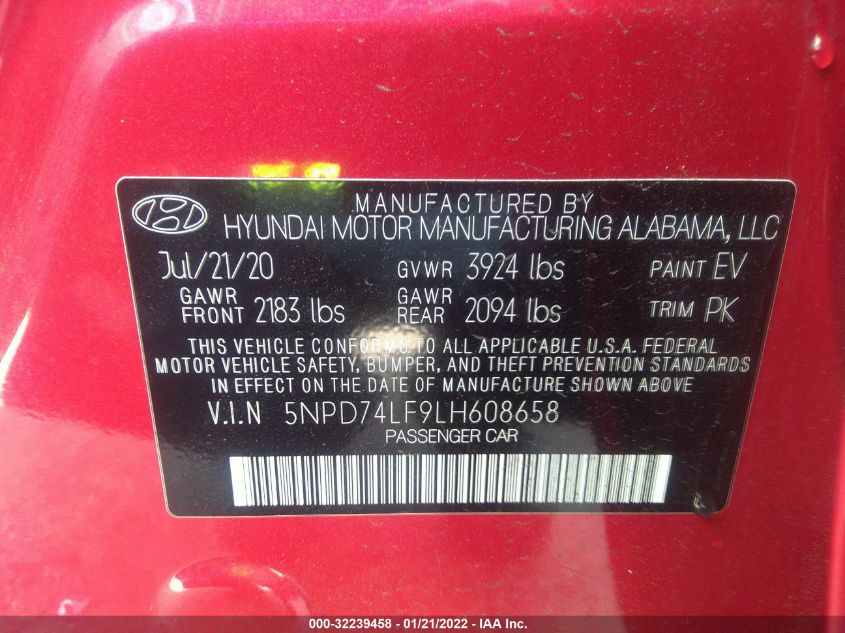 MANUFACTURED BY
HYUNDAI MOTOR MANUFACTURING ALABAMA, LLC
Jul/21/20 GVWR 3924 lbs PAINT EV
GAWR FRONT 2183 lbs GAWR REAR 2094 lbs TRIM PK
THIS VEHICLE CONFORMS TO ALL APPLICABLE U.S.A. FEDERAL
MOTOR VEHICLE SAFETY, BUMPER, AND THEFT PREVENTION STANDARDS
IN EFFECT ON THE DATE OF MANUFACTURE SHOWN ABOVE.
V.I.N 5NPD74LF9LH608658
PASSENGER CAR
000-32239458 - 01/21/2022 - IAA Inc.